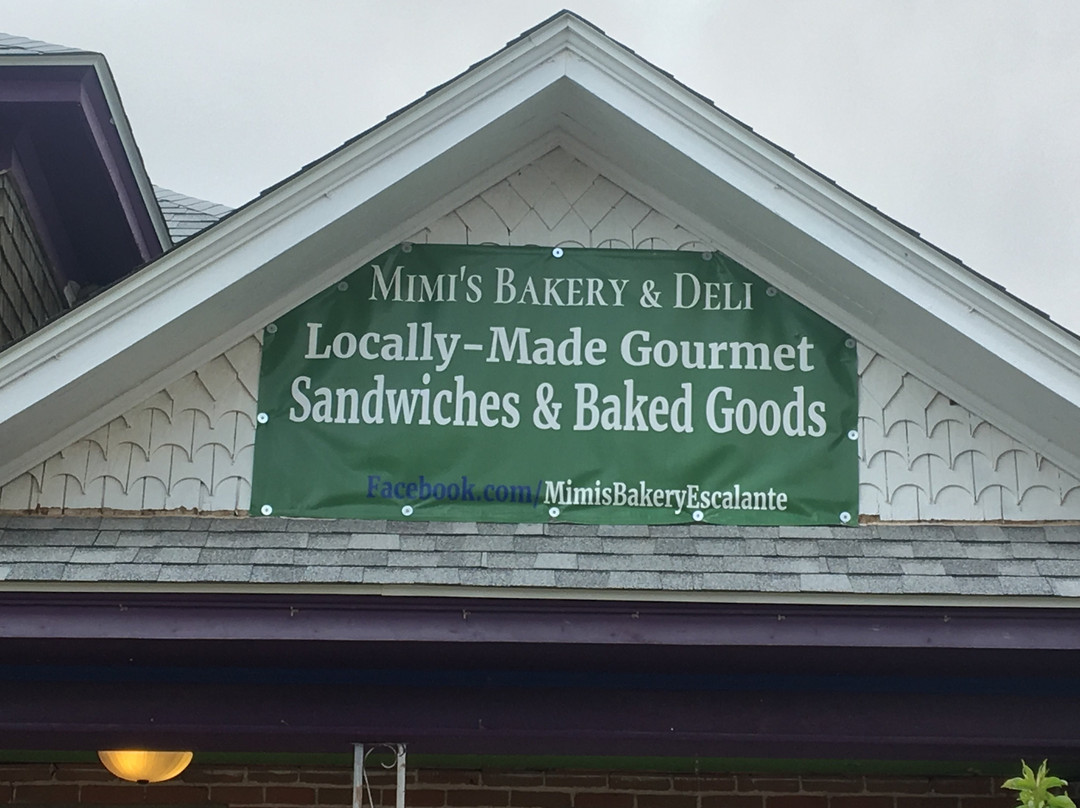 Mimi's Bakery & Deli
Locally-Made Gourmet
Sandwiches & Baked Goods
Facebook.com/MimisBakeryEscalante